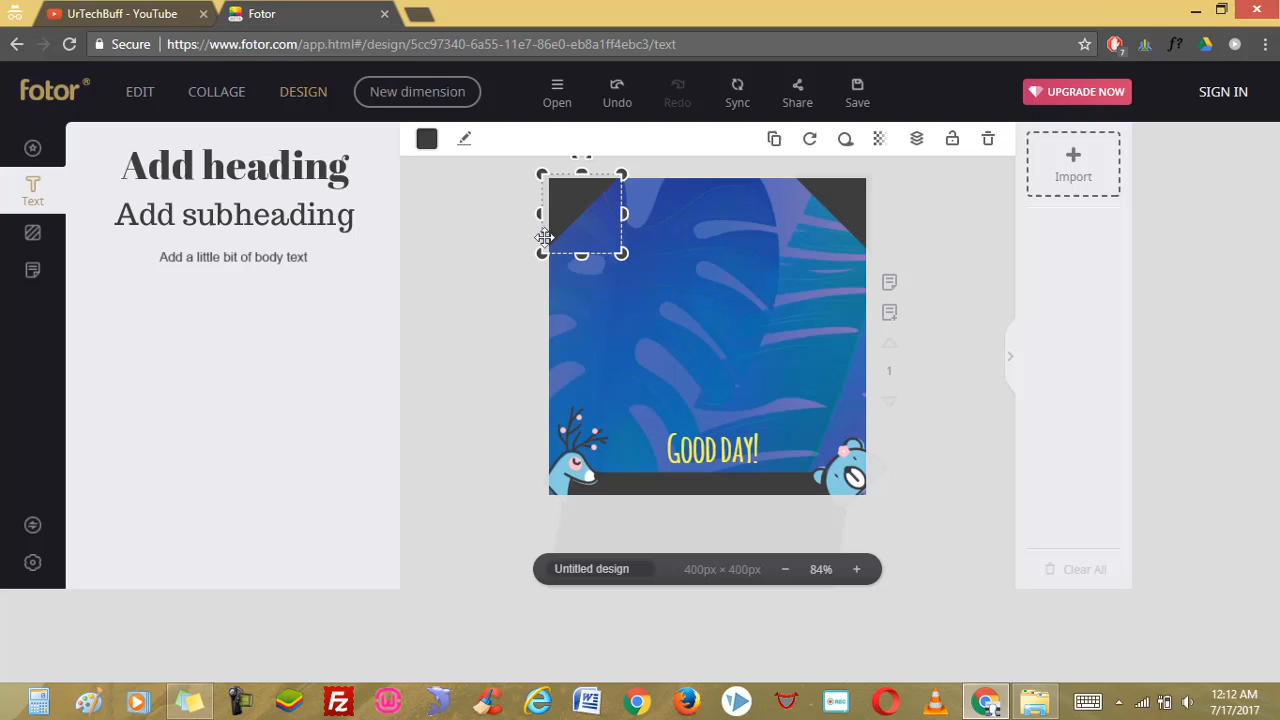 UrTechBuff - YouTube
Fotor
Secure
https://www.fotor.com/app.html#/design/5cc97340-6a55-11e7-86e0-eb8a1ff4ebc3/text
7
f?
fotor®
EDIT
COLLAGE
DESIGN
New dimension
Open
Undo
Redo
Sync
Share
Save
UPGRADE NOW
SIGN IN
Text
Add heading
Add subheading
Add a little bit of body text
Import
1
GOOD DAY!
Untitled design
400px × 400px
84%
Clear All
Fz
W
REC
12:12 AM
7/17/2017